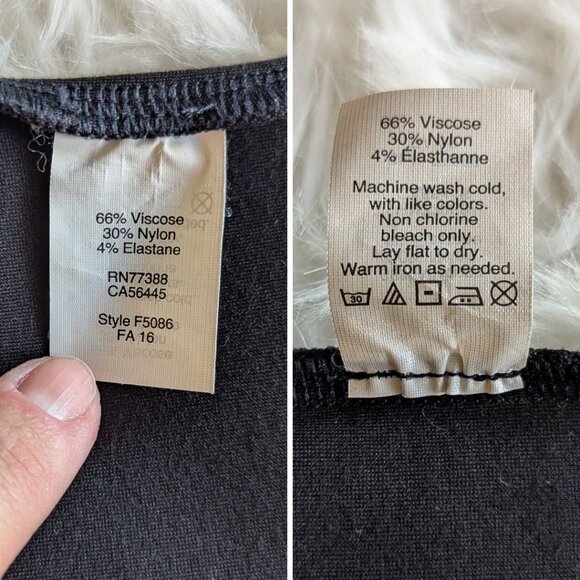 66% Viscose
30% Nylon
4% Elastane
RN77388
CA56445
Style F5086
FA 16
66% Viscose
30% Nylon
4% Élasthanne
Machine wash cold,
with like colors.
Non chlorine
bleach only.
Lay flat to dry.
Warm iron as needed.
30